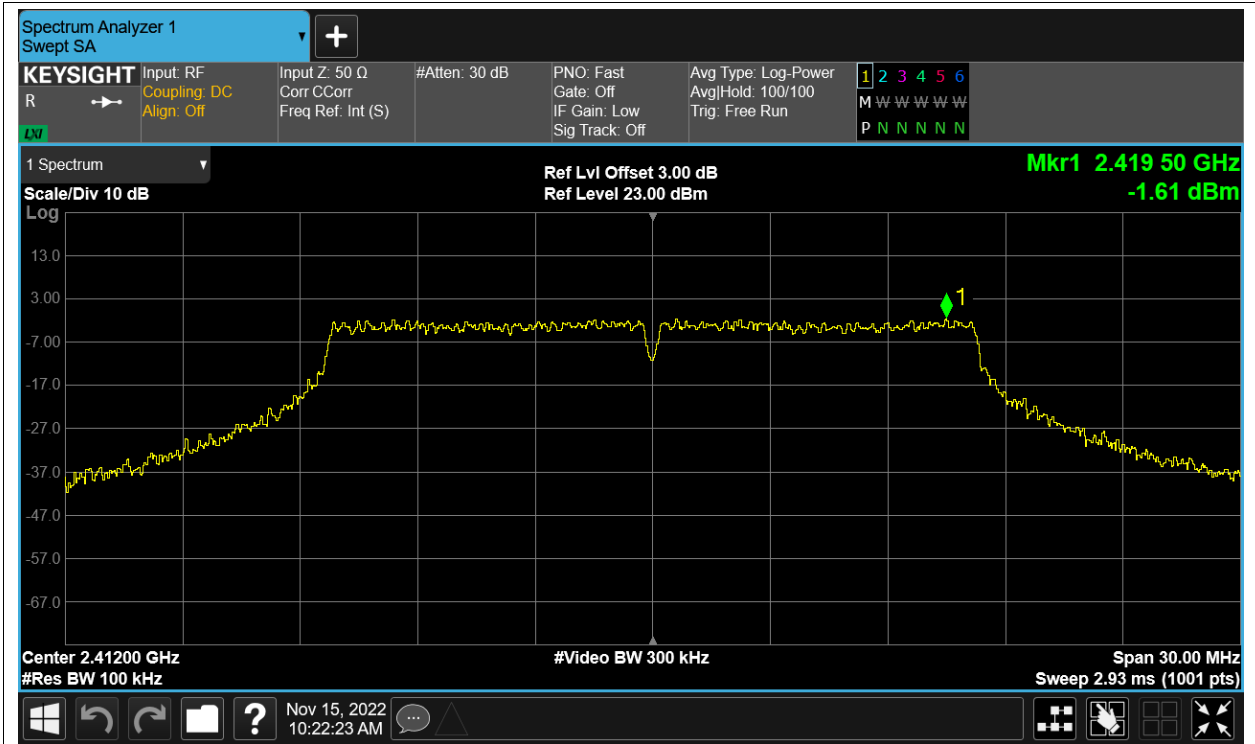 Spectrum Analyzer 1
Swept SA
KEYSIGHT
R
LXI
Input: RF
Coupling: DC
Align: Off
Input Z: 50 Ω
Corr CCorr
Freq Ref: Int (S)
#Atten: 30 dB
PNO: Fast
Gate: Off
IF Gain: Low
Sig Track: Off
Avg Type: Log-Power
Avg|Hold: 100/100
Trig: Free Run
1 2 3 4 5 6
M W W W W W
P N N N N N
1 Spectrum
Scale/Div 10 dB
Log
Ref Lvl Offset 3.00 dB
Ref Level 23.00 dBm
Mkr1 2.419 50 GHz
-1.61 dBm
13.0
3.00
1
-7.00
-17.0
-27.0
-37.0
-47.0
-57.0
-67.0
Center 2.41200 GHz
#Res BW 100 kHz
#Video BW 300 kHz
Span 30.00 MHz
Sweep 2.93 ms (1001 pts)
?
Nov 15, 2022
10:22:23 AM